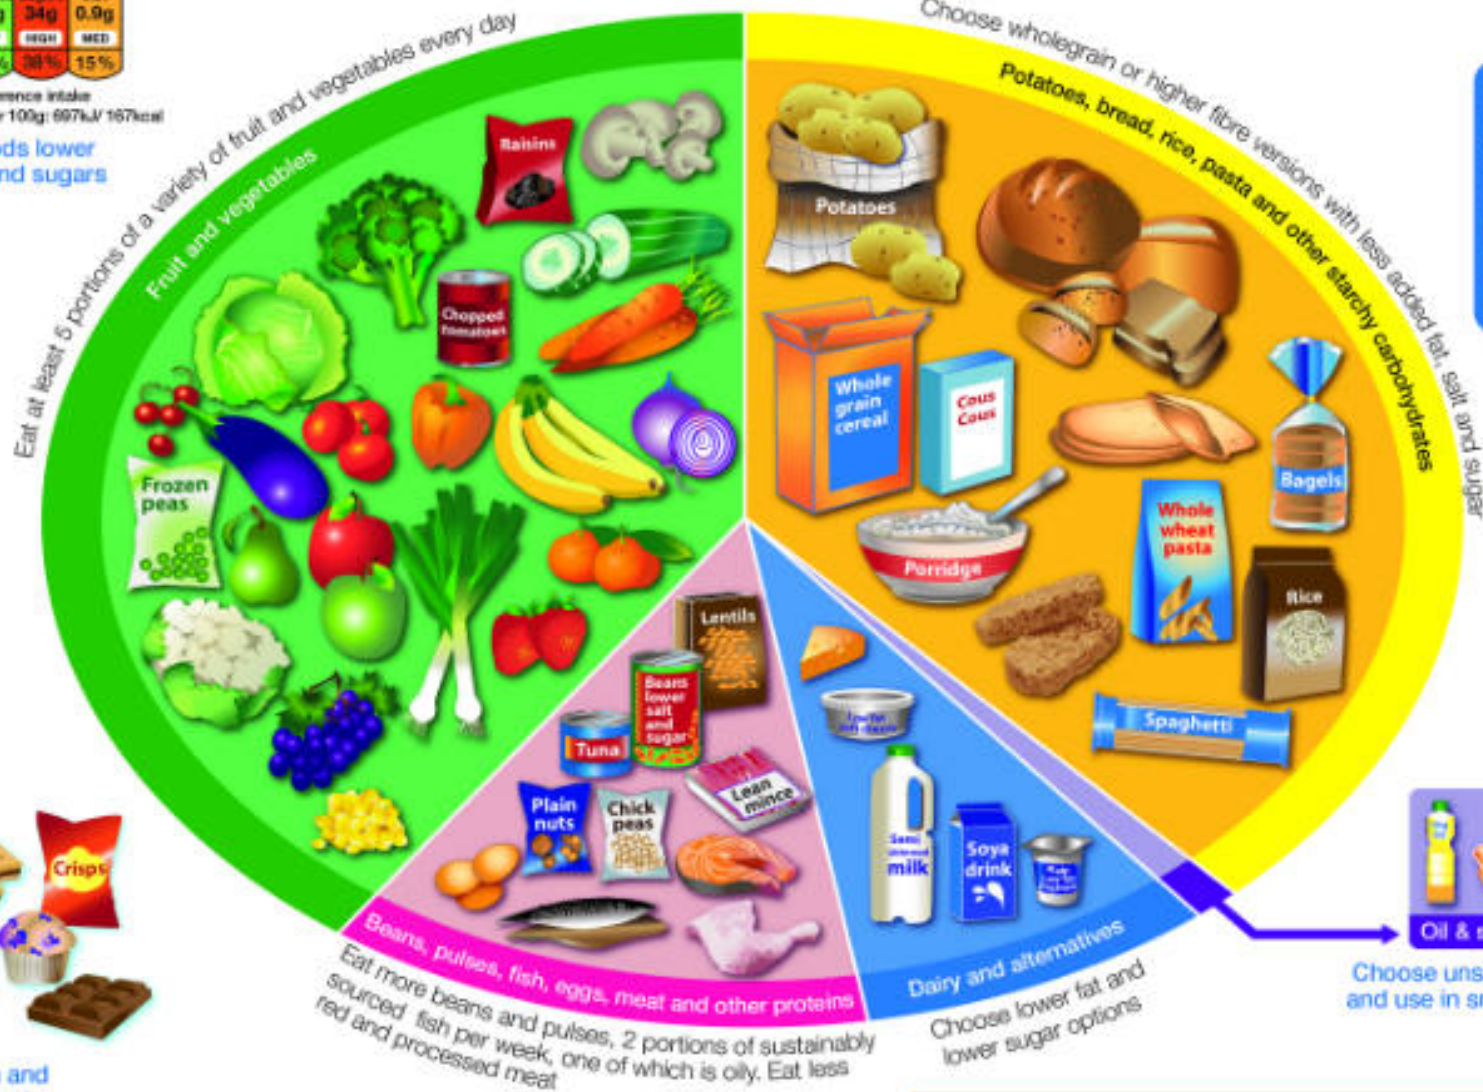 34g 0.9g
HIGH MED
38% 15%
erence intake
r 100g: 697kJ/ 167kcal
ods lower
nd sugars
Eat at least 5 portions of a variety of fruit and vegetables every day
Fruit and vegetables
Raisins
Chopped
tomatoes
Frozen
peas
Choose wholegrain or higher fibre versions with less added fat, salt and sugar
Potatoes, bread, rice, pasta and other starchy carbohydrates
Potatoes
Whole
grain
cereal
Cous
Cous
Bagels
Whole
wheat
pasta
Porridge
Rice
Spaghetti
Lentils
Beans
lower
salt
and
sugar
Tuna
Lean
mince
Plain
nuts
Chick
peas
Beans, pulses, fish, eggs, meat and other proteins
Eat more beans and pulses, 2 portions of sustainably
sourced fish per week, one of which is oily. Eat less
red and processed meat
milk
Soya
drink
Dairy and alternatives
Choose lower fat and
lower sugar options
Crisps
and
Oil & s
Choose uns
and use in sm